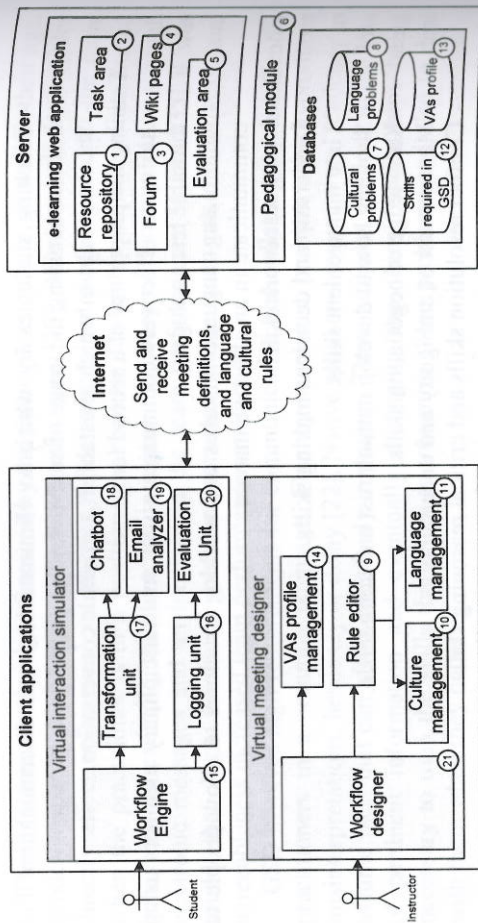 Client applications
Virtual interaction simulator
Student
Workflow
Engine
15
Transformation
unit
17
Logging unit
16
Chatbot
18
Email
analyzer
19
Evaluation
Unit
20
Virtual meeting designer
Instructor
Workflow
designer
21
VAs profile
management
14
Rule editor
9
Culture
management
10
Language
management
11
Internet
Send and
receive
meeting
definitions,
and language
and cultural
rules
Server
e-learning web application
Resource
repository
1
Task area
2
Forum
3
Wiki pages
4
Evaluation area
5
Pedagogical module
6
Databases
Cultural
problems
7
Language
problems
8
Skills
required in
GSD
12
VAs profile
13